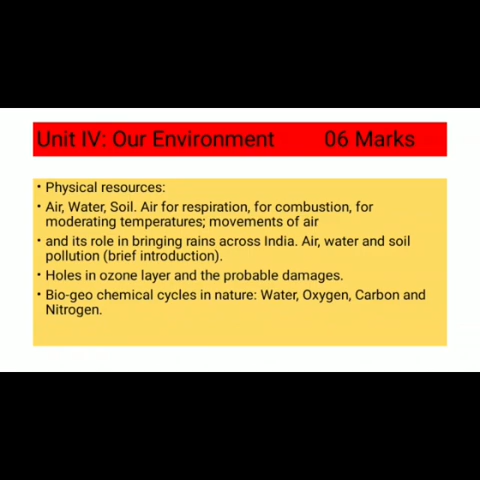 Unit IV: Our Environment 06 Marks
• Physical resources:
• Air, Water, Soil. Air for respiration, for combustion, for
moderating temperatures; movements of air
• and its role in bringing rains across India. Air, water and soil
pollution (brief introduction).
• Holes in ozone layer and the probable damages.
• Bio-geo chemical cycles in nature: Water, Oxygen, Carbon and
Nitrogen.